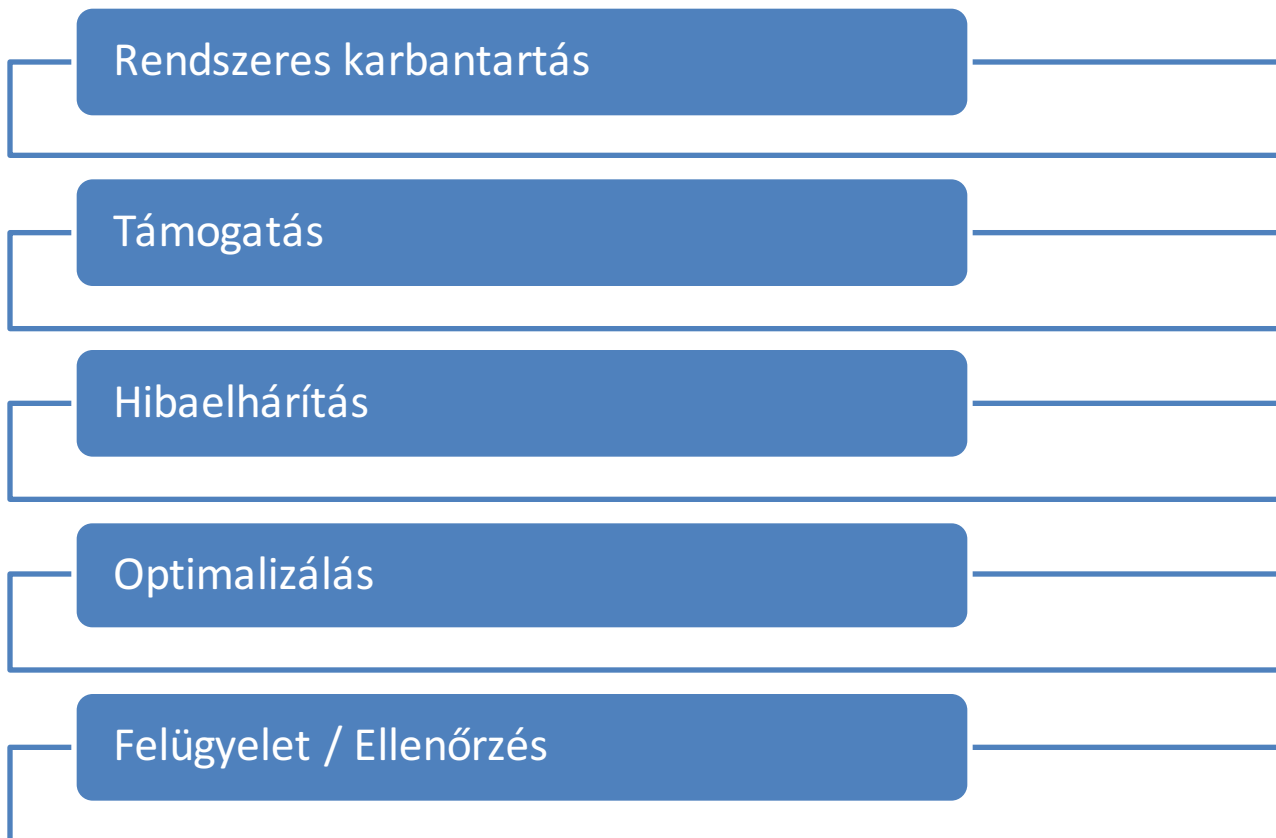 Rendszeres karbantartás
Támogatás
Hibaelhárítás
Optimalizálás
Felügyelet / Ellenőrzés